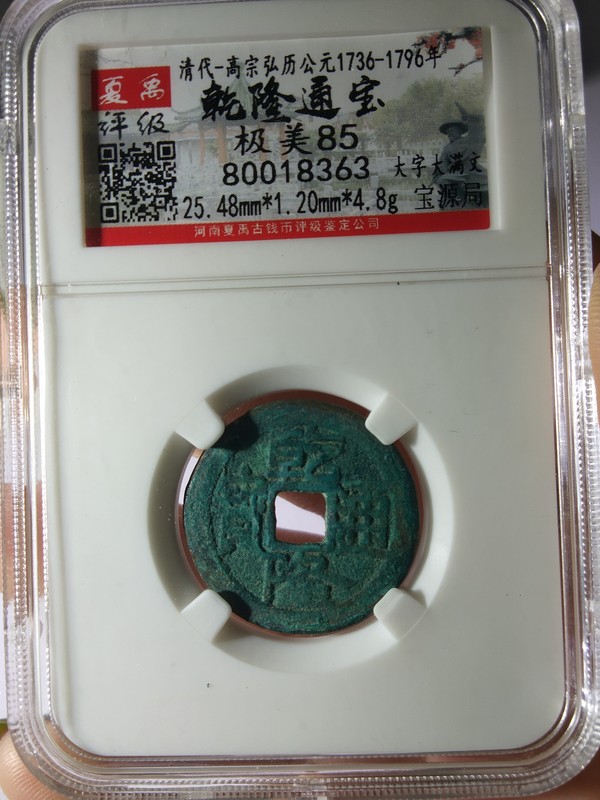 清代-高宗弘历公元1736-1796年
夏禹
评级
乾隆通宝
极美85
80018363
大字大满文
25.48mm*1.20mm*4.8g
宝源局
河南夏禹古钱币评级鉴定公司
乾隆通寳